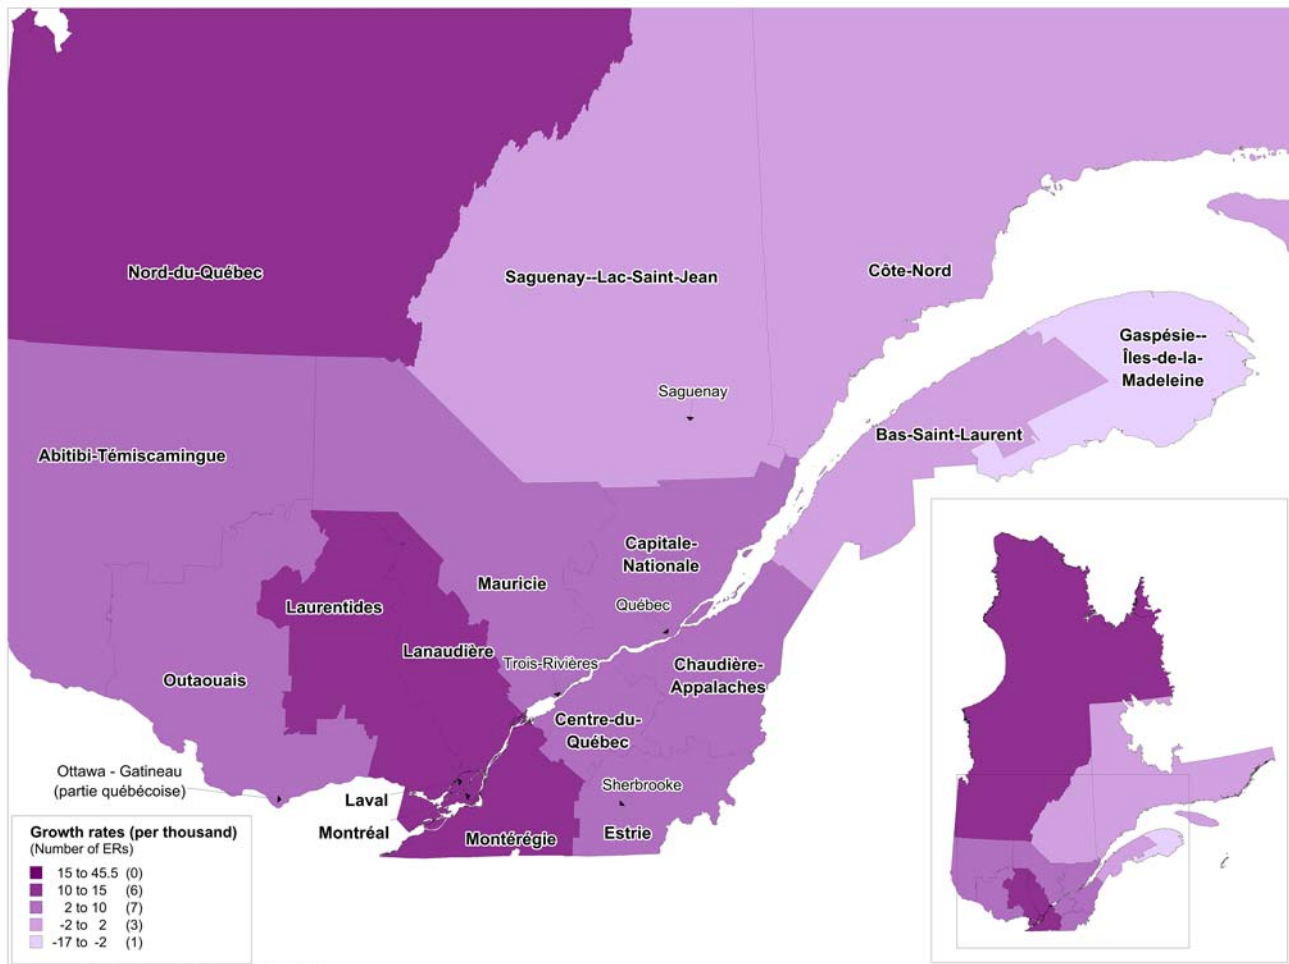 Nord-du-Québec
Saguenay--Lac-Saint-Jean
Côte-Nord
Gaspésie--
Îles-de-la-
Madeleine
Saguenay
Bas-Saint-Laurent
Abitibi-Témiscamingue
Capitale-
Nationale
Mauricie
Laurentides
Québec
Lanaudière
Trois-Rivières
Chaudière-
Appalaches
Outaouais
Centre-du-
Québec
Ottawa - Gatineau
(partie québécoise)
Sherbrooke
Laval
Montréal
Montérégie
Estrie
Growth rates (per thousand)
(Number of ERs)
15 to 45.5 (0)
10 to 15 (6)
2 to 10 (7)
-2 to 2 (3)
-17 to -2 (1)